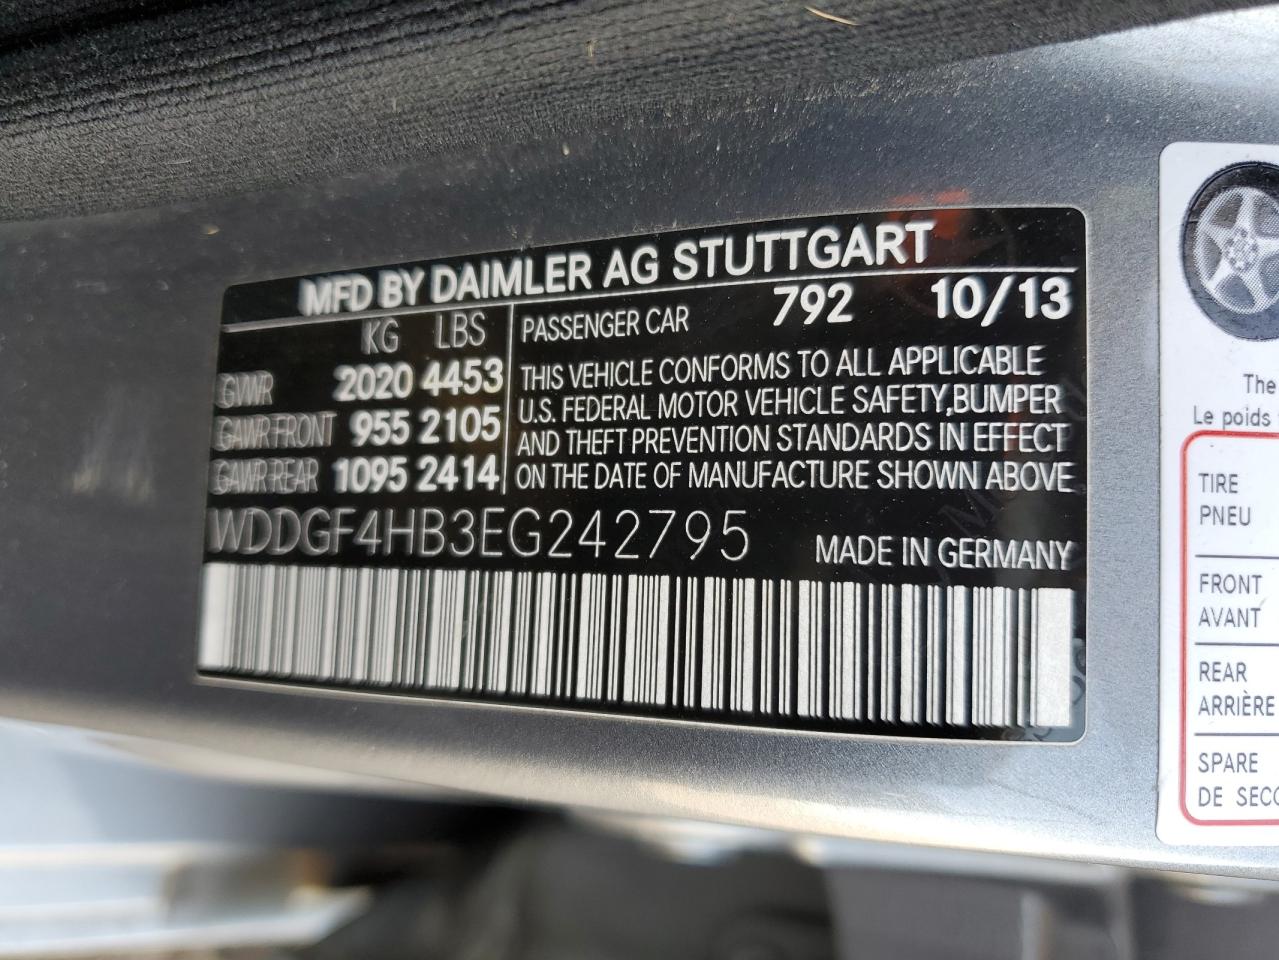 MFD BY DAIMLER AG STUTTGART
KG LBS
GVWR 2020 4453
GAWR FRONT 955 2105
GAWR REAR 1095 2414
PASSENGER CAR 792 10/13
THIS VEHICLE CONFORMS TO ALL APPLICABLE
U.S. FEDERAL MOTOR VEHICLE SAFETY,BUMPER
AND THEFT PREVENTION STANDARDS IN EFFECT
ON THE DATE OF MANUFACTURE SHOWN ABOVE
WDDGF4HB3EG242795
MADE IN GERMANY
The
Le poids
TIRE
PNEU
FRONT
AVANT
REAR
ARRIÈRE
SPARE
DE